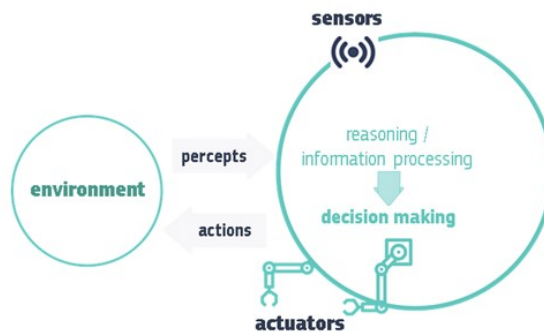 sensors
reasoning /
information processing
percepts
environment
decision making
actions
actuators